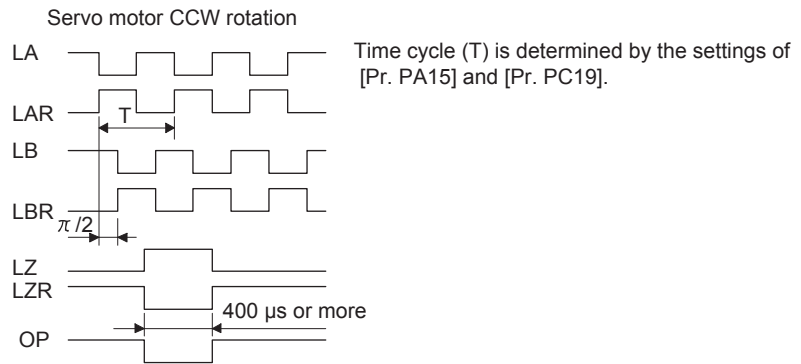 Servo motor CCW rotation
LA
Time cycle (T) is determined by the settings of
[Pr. PA15] and [Pr. PC19].
LAR
T
LB
LBR
π/2
LZ
LZR
400 μs or more
OP